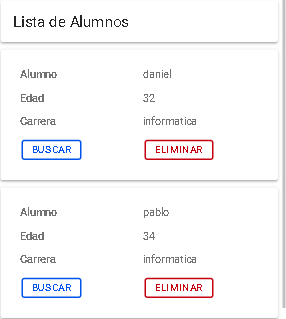 Lista de Alumnos
Alumno daniel
Edad 32
Carrera informatica
BUSCAR ELIMINAR
Alumno pablo
Edad 34
Carrera informatica
BUSCAR ELIMINAR